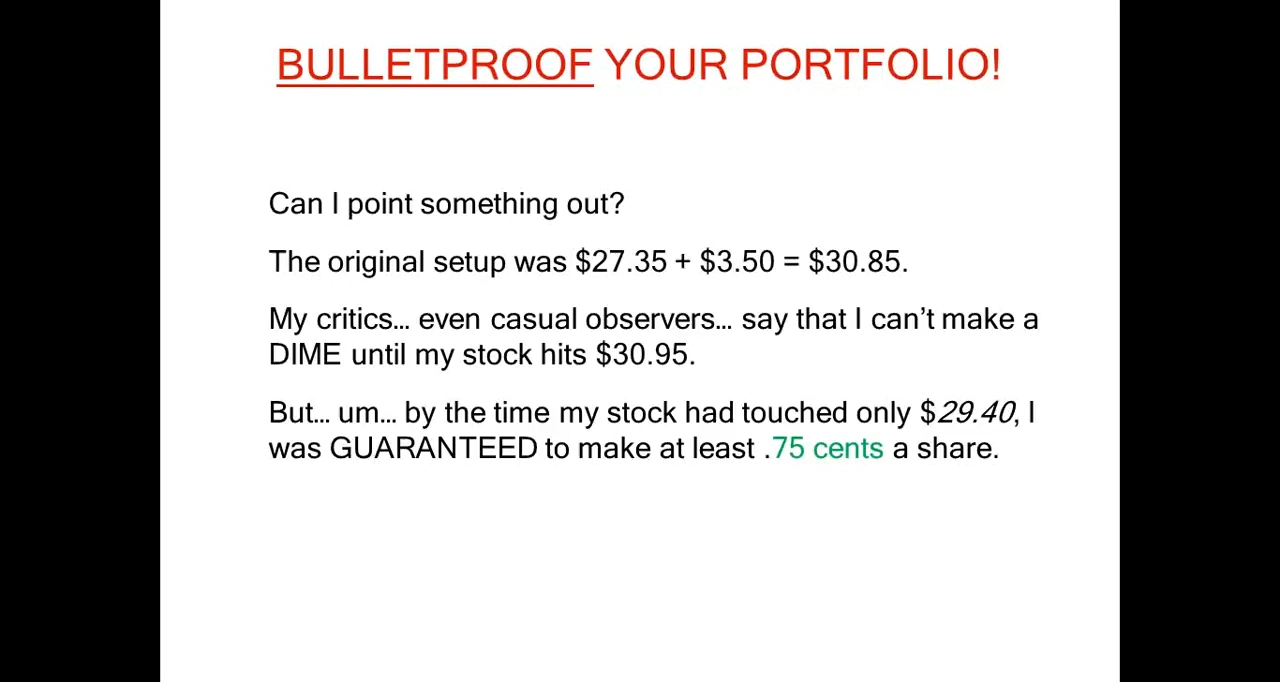 BULLETPROOF YOUR PORTFOLIO!
Can I point something out?
The original setup was $27.35 + $3.50 = $30.85.
My critics… even casual observers… say that I can’t make a
DIME until my stock hits $30.95.
But… um… by the time my stock had touched only $29.40, I
was GUARANTEED to make at least .75 cents a share.